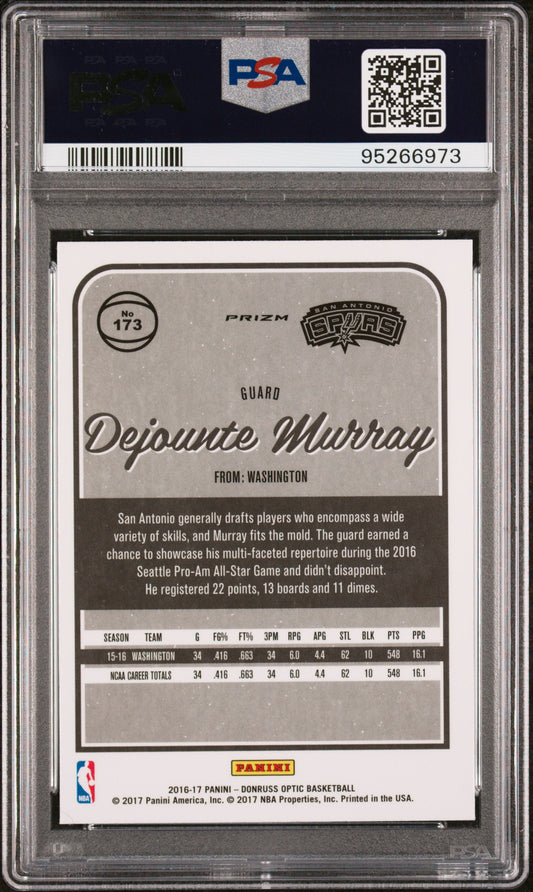 PSA
PSA
95266973
No
173
PRIZM
SAN ANTONIO
SPURS
GUARD
Dejounte Murray
FROM: WASHINGTON
San Antonio generally drafts players who encompass a wide
variety of skills, and Murray fits the mold. The guard earned a
chance to showcase his multi-faceted repertoire during the 2016
Seattle Pro-Am All-Star Game and didn't disappoint.
He registered 22 points, 13 boards and 11 dimes.
SEASON TEAM G FG% FT% 3PM RPG APG STL BLK PTS PPG
15-16 WASHINGTON 34 .416 .663 34 6.0 4.4 62 10 548 16.1
NCAA CAREER TOTALS 34 .416 .663 34 6.0 4.4 62 10 548 16.1
PANINI
NBA
2016-17 PANINI – DONRUSS OPTIC BASKETBALL
© 2017 Panini America, Inc. © 2017 NBA Properties, Inc. Printed in the USA.
PSA